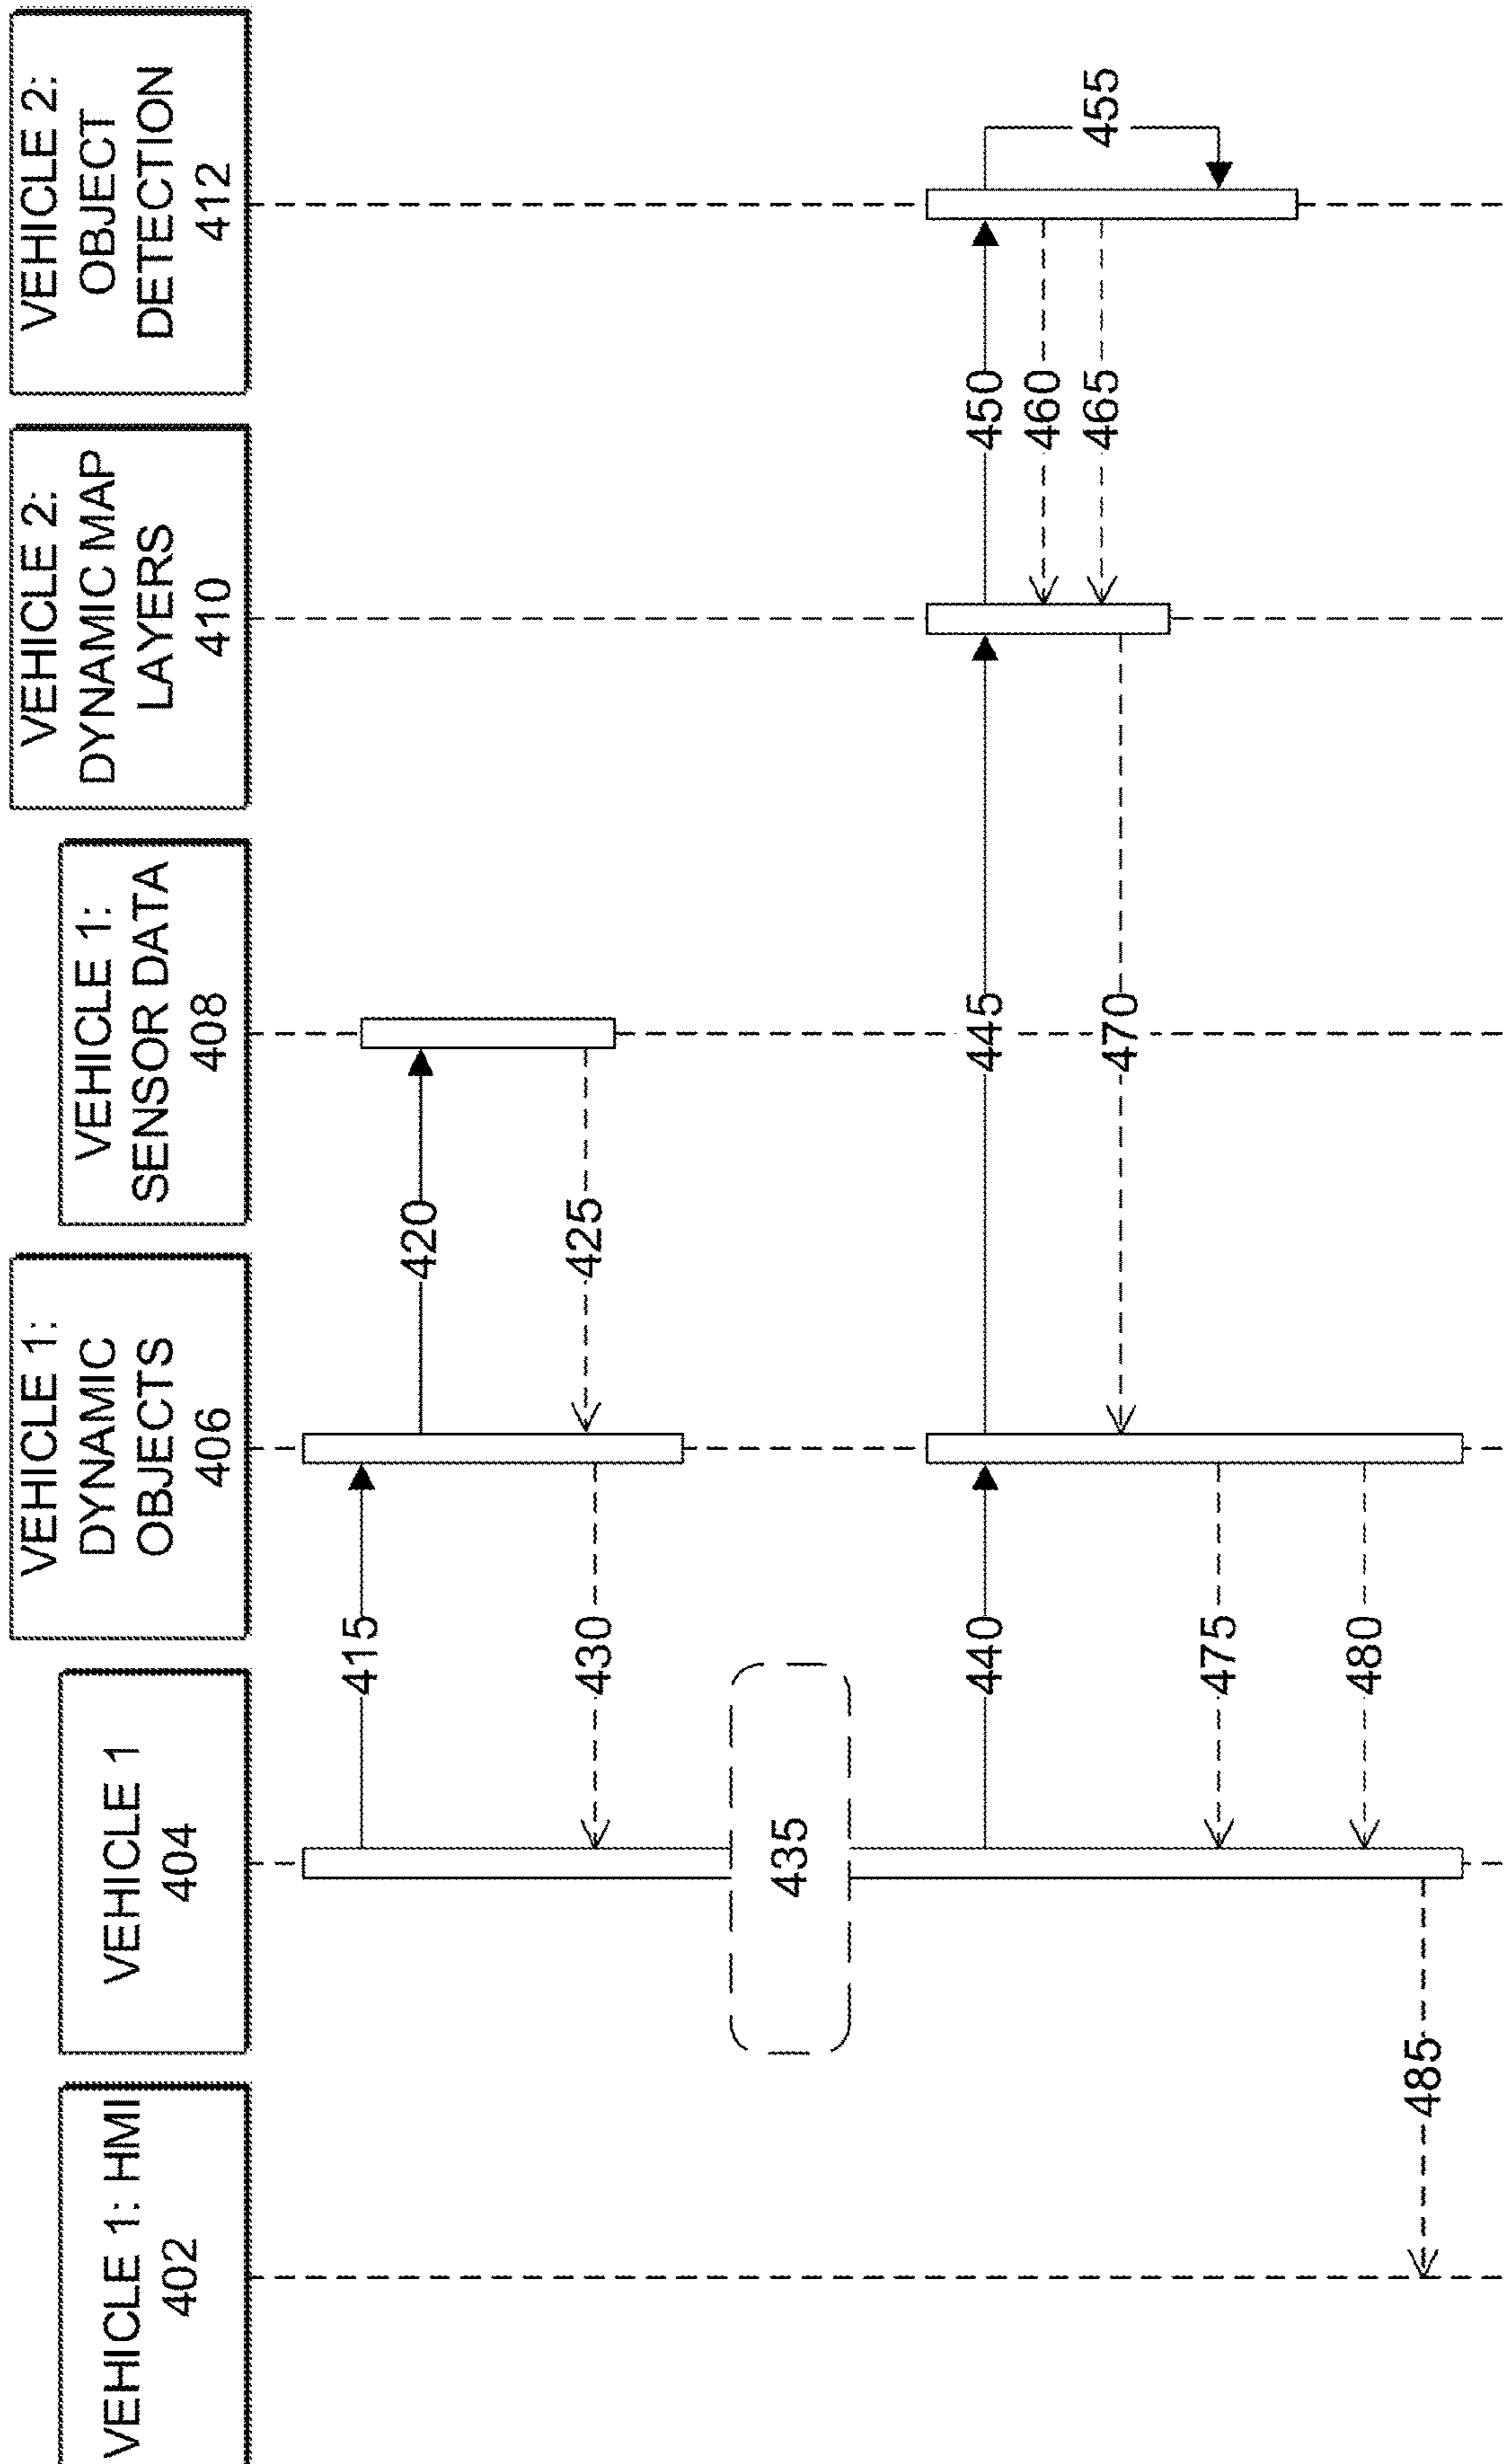 VEHICLE 1: HMI
402
VEHICLE 1
404
VEHICLE 1:
DYNAMIC
OBJECTS
406
VEHICLE 1:
SENSOR DATA
408
VEHICLE 2:
DYNAMIC MAP
LAYERS
410
VEHICLE 2:
OBJECT
DETECTION
412
415
420
425
430
435
440
445
450
455
460
465
470
475
480
485